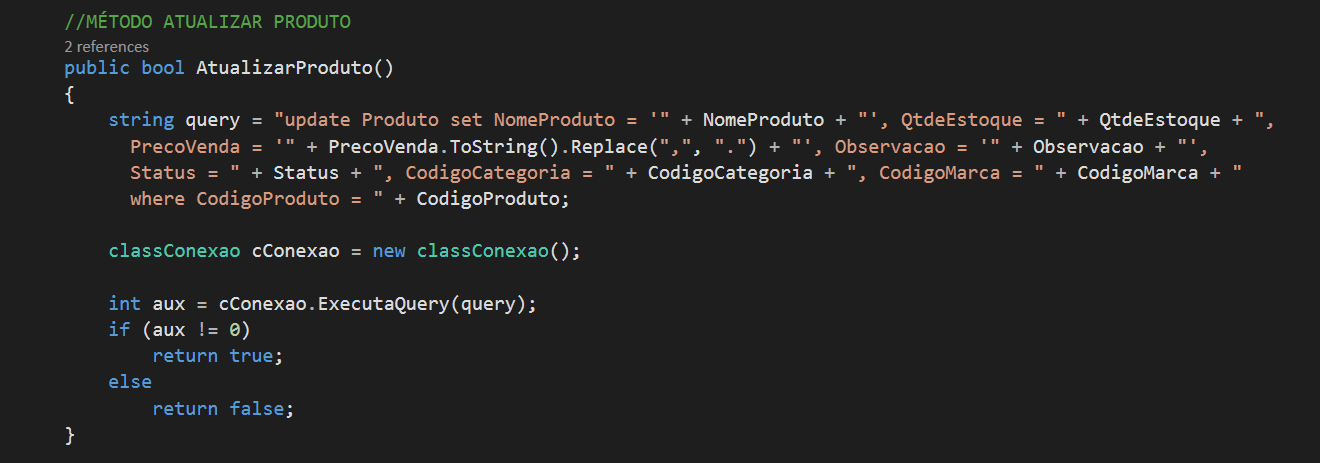 //MÉTODO ATUALIZAR PRODUTO
2 references
public bool AtualizarProduto()
{
string query = "update Produto set NomeProduto = '" + NomeProduto + "', QtdeEstoque = " + QtdeEstoque + ",
PrecoVenda = '" + PrecoVenda.ToString().Replace(",", ".") + "', Observacao = '" + Observacao + "',
Status = " + Status + ", CodigoCategoria = " + CodigoCategoria + ", CodigoMarca = " + CodigoMarca + "
where CodigoProduto = " + CodigoProduto;
classConexao cConexao = new classConexao();
int aux = cConexao.ExecutaQuery(query);
if (aux != 0)
return true;
else
return false;
}